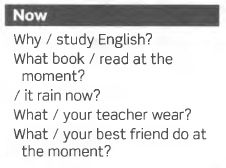 Now
Why / study English?
What book / read at the
moment?
/ it rain now?
What / your teacher wear?
What / your best friend do at
the moment?